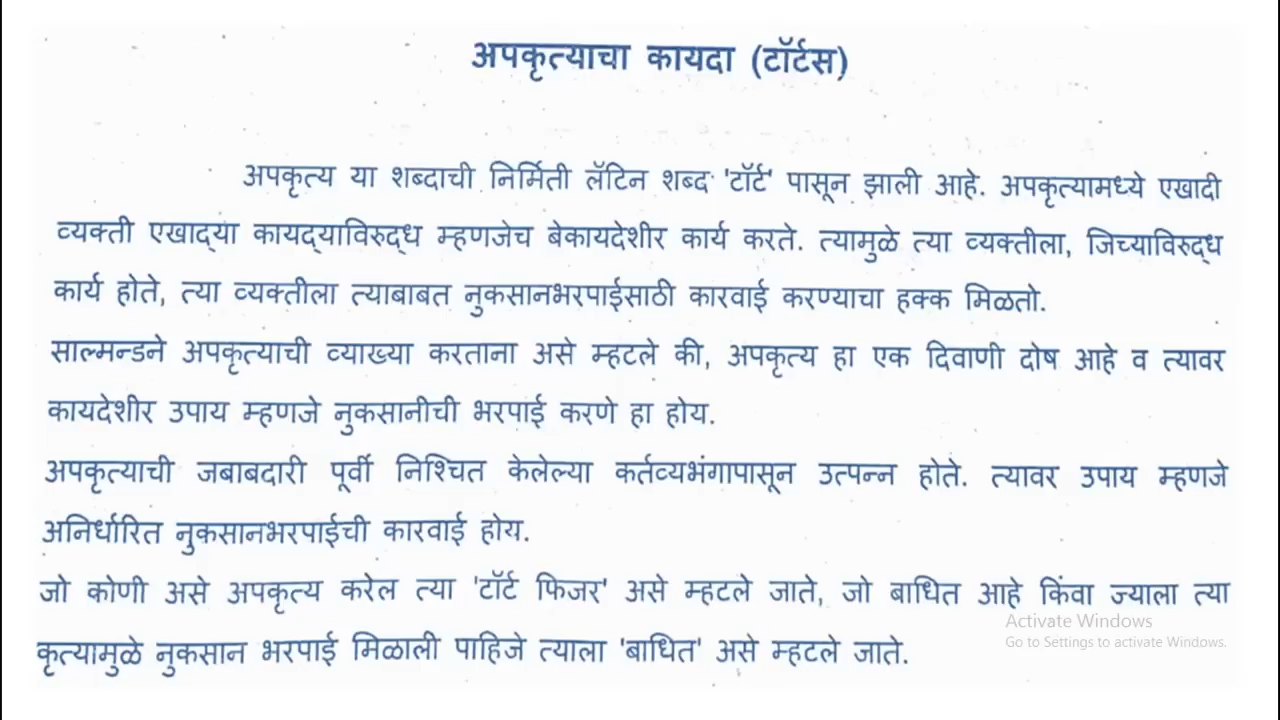 अपकृत्याचा कायदा (टॉर्टस)
अपकृत्य या शब्दाची निर्मिती लॅटिन शब्द 'टॉर्ट' पासून झाली आहे. अपकृत्यामध्ये एखादी
व्यक्ती एखाद्‌या कायद्‌याविरुद्‌ध म्हणजेच बेकायदेशीर कार्य करते. त्यामुळे त्या व्यक्तीला, जिच्याविरुद्‌ध
कार्य होते, त्या व्यक्तीला त्याबाबत नुकसानभरपाईसाठी कारवाई करण्याचा हक्क मिळतो.
साल्मन्डने अपकृत्याची व्याख्या करताना असे म्हटले की, अपकृत्य हा एक दिवाणी दोष आहे व त्यावर
कायदेशीर उपाय म्हणजे नुकसानीची भरपाई करणे हा होय.
अपकृत्याची जबाबदारी पूर्वी निश्चित केलेल्या कर्तव्यभंगापासून उत्पन्न होते. त्यावर उपाय म्हणजे
अनिर्धारित नुकसानभरपाईची कारवाई होय.
जो कोणी असे अपकृत्य करेल त्या 'टॉर्ट फिजर' असे म्हटले जाते, जो बाधित आहे किंवा ज्याला त्या
कृत्यामुळे नुकसान भरपाई मिळाली पाहिजे त्याला 'बाधित' असे म्हटले जाते.
Activate Windows
Go to Settings to activate Windows.